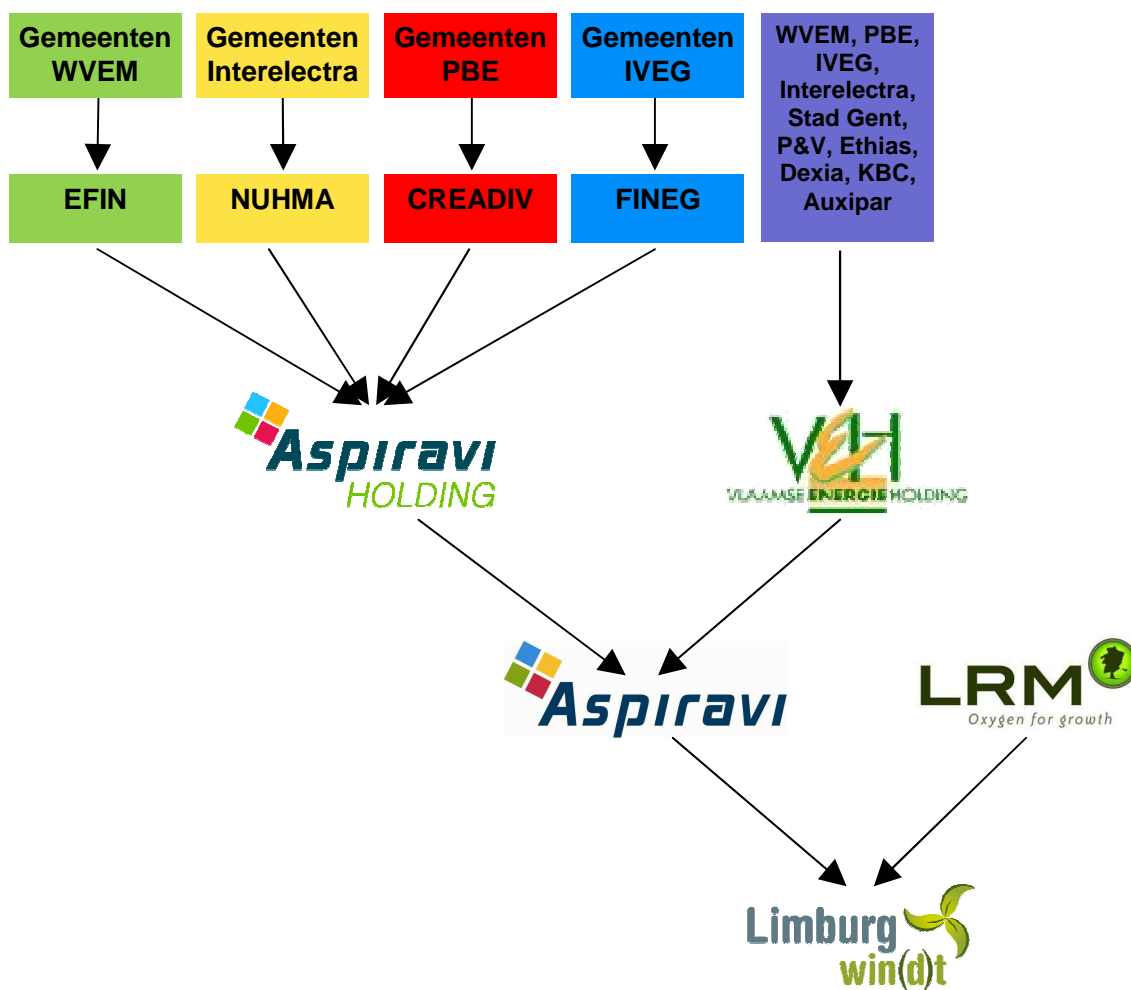 Gemeenten
WVEM
Gemeenten
Interelectra
Gemeenten
PBE
Gemeenten
IVEG
WVEM, PBE,
IVEG,
Interelectra,
Stad Gent,
P&V, Ethias,
Dexia, KBC,
Auxipar
EFIN
NUHMA
CREADIV
FINEG
Aspiravi
HOLDING
VEH
VLAAMSE ENERGIE HOLDING
Aspiravi
LRM
Oxygen for growth
Limburg
win(d)t